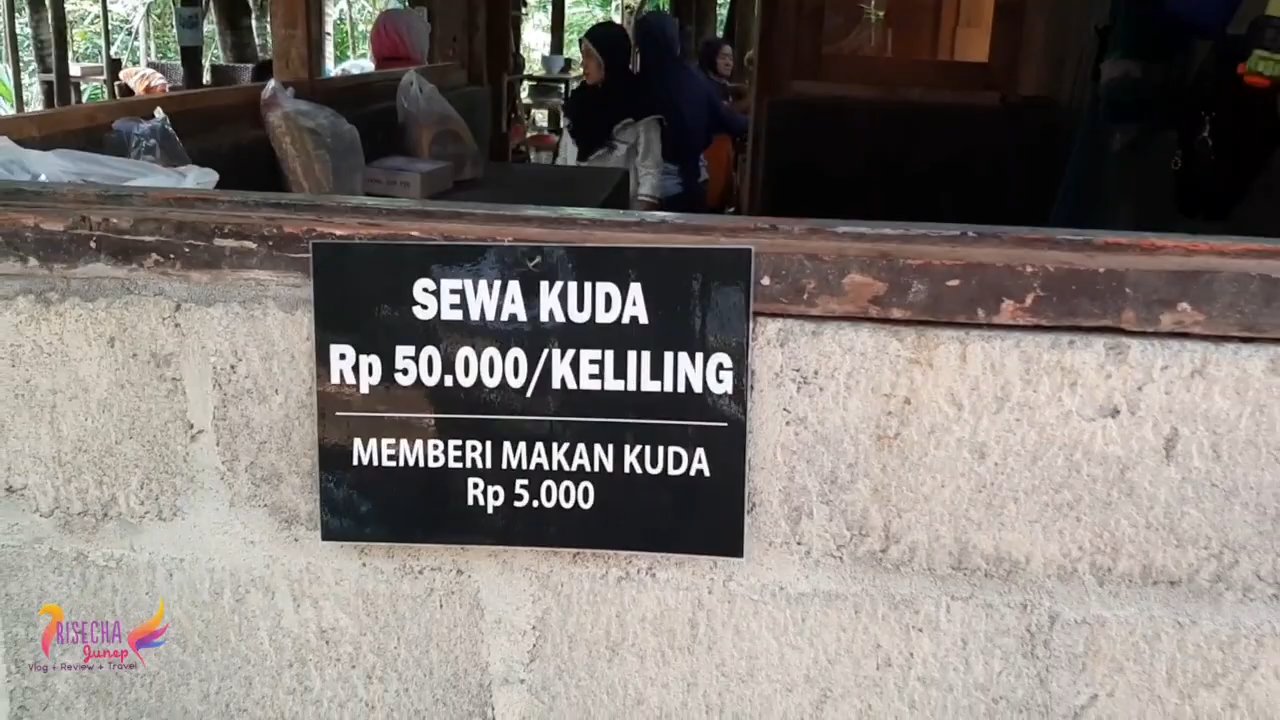 SEWA KUDA
Rp 50.000/KELILING
MEMBERI MAKAN KUDA
Rp 5.000
RISECHA
Junep
Vlog + Review + Travel